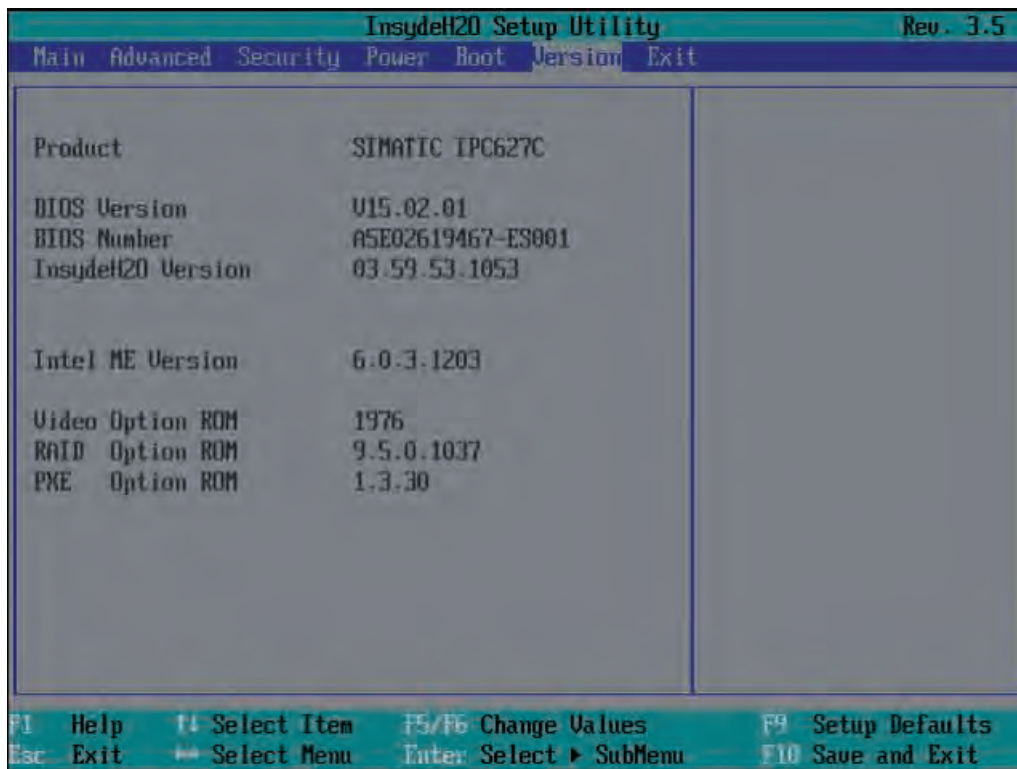 InsydeH2O Setup Utility Rev. 3.5
Main Advanced Security Power Boot Version Exit
Product SIMATIC IPC627C
BIOS Version V15.02.01
BIOS Number A5E02619467-ES001
InsydeH2O Version 03.59.53.1053
Intel ME Version 6.0.3.1203
Video Option ROM 1976
RAID Option ROM 9.5.0.1037
PXE Option ROM 1.3.30
F1 Help ↑↓ Select Item F5/F6 Change Values F9 Setup Defaults
Esc Exit ↔ Select Menu Enter Select ▶ SubMenu F10 Save and Exit